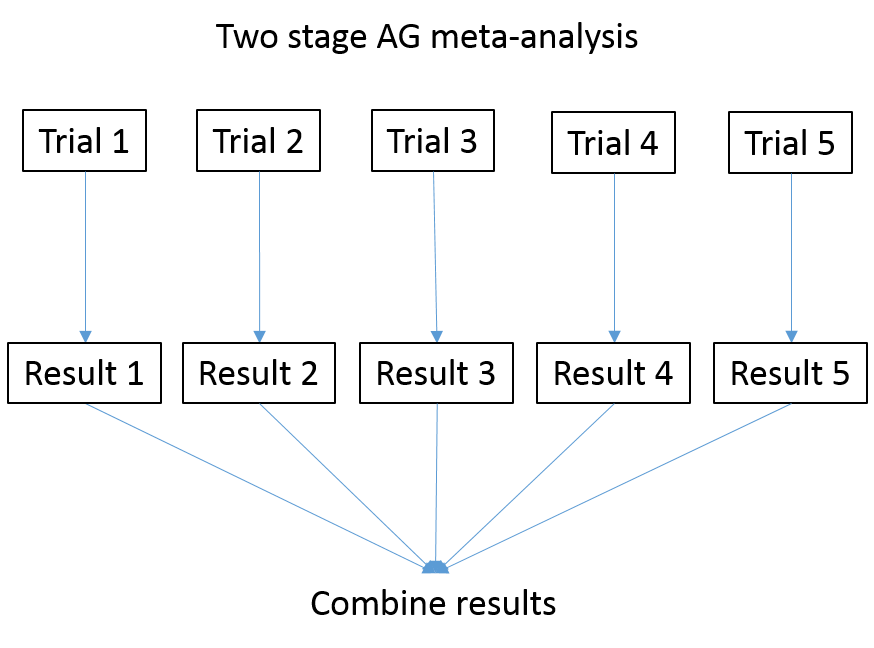 Two stage AG meta-analysis
Trial 1
Trial 2
Trial 3
Trial 4
Trial 5
Result 1
Result 2
Result 3
Result 4
Result 5
Combine results